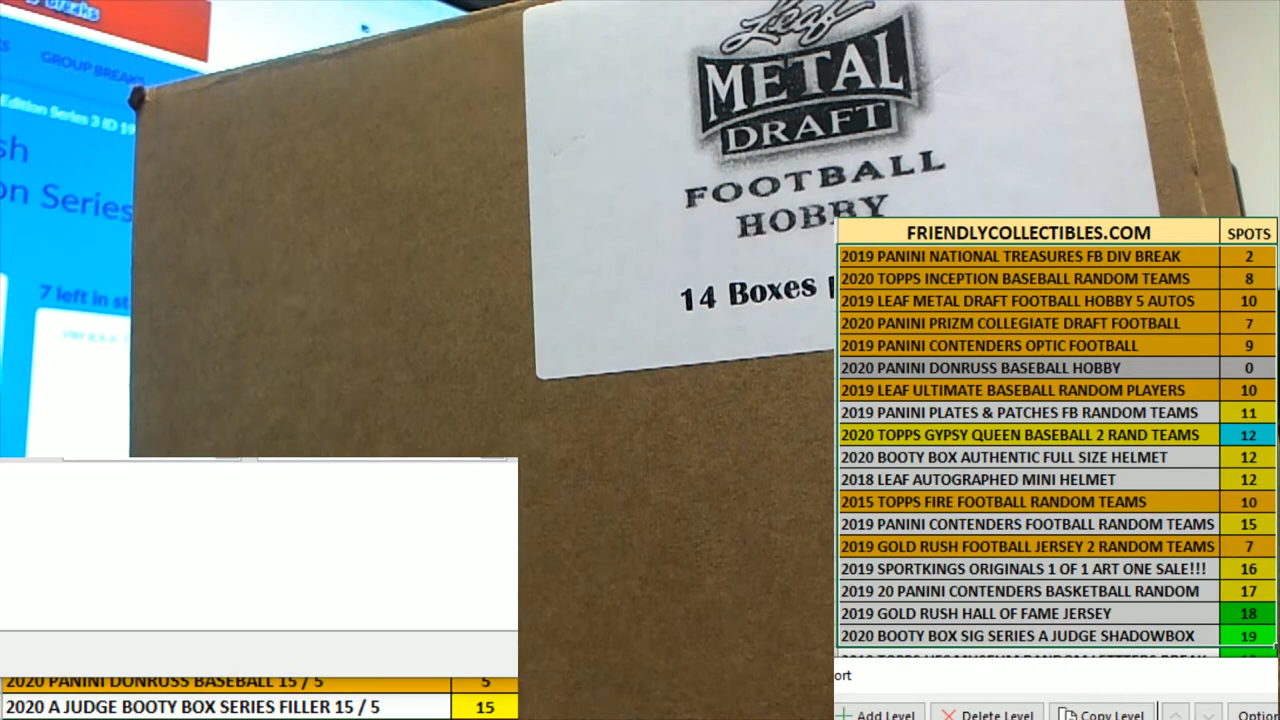 Breaks
GROUP BREAKS
Edition Series 3 ID 19
sh
on Series
7 left in st
Leaf
METAL
DRAFT
FOOTBALL
HOBBY
14 Boxes
FRIENDLYCOLLECTIBLES.COM SPOTS
2019 PANINI NATIONAL TREASURES FB DIV BREAK 2
2020 TOPPS INCEPTION BASEBALL RANDOM TEAMS 8
2019 LEAF METAL DRAFT FOOTBALL HOBBY 5 AUTOS 10
2020 PANINI PRIZM COLLEGIATE DRAFT FOOTBALL 7
2019 PANINI CONTENDERS OPTIC FOOTBALL 9
2020 PANINI DONRUSS BASEBALL HOBBY 0
2019 LEAF ULTIMATE BASEBALL RANDOM PLAYERS 10
2019 PANINI PLATES & PATCHES FB RANDOM TEAMS 11
2020 TOPPS GYPSY QUEEN BASEBALL 2 RAND TEAMS 12
2020 BOOTY BOX AUTHENTIC FULL SIZE HELMET 12
2018 LEAF AUTOGRAPHED MINI HELMET 12
2015 TOPPS FIRE FOOTBALL RANDOM TEAMS 10
2019 PANINI CONTENDERS FOOTBALL RANDOM TEAMS 15
2019 GOLD RUSH FOOTBALL JERSEY 2 RANDOM TEAMS 7
2019 SPORTKINGS ORIGINALS 1 OF 1 ART ONE SALE!!! 16
2019 20 PANINI CONTENDERS BASKETBALL RANDOM 17
2019 GOLD RUSH HALL OF FAME JERSEY 18
2020 BOOTY BOX SIG SERIES A JUDGE SHADOWBOX 19
ort
Add Level Delete Level Copy Level Option
2020 PANINI DONRUSS BASEBALL 15 / 5 5
2020 A JUDGE BOOTY BOX SERIES FILLER 15 / 5 15